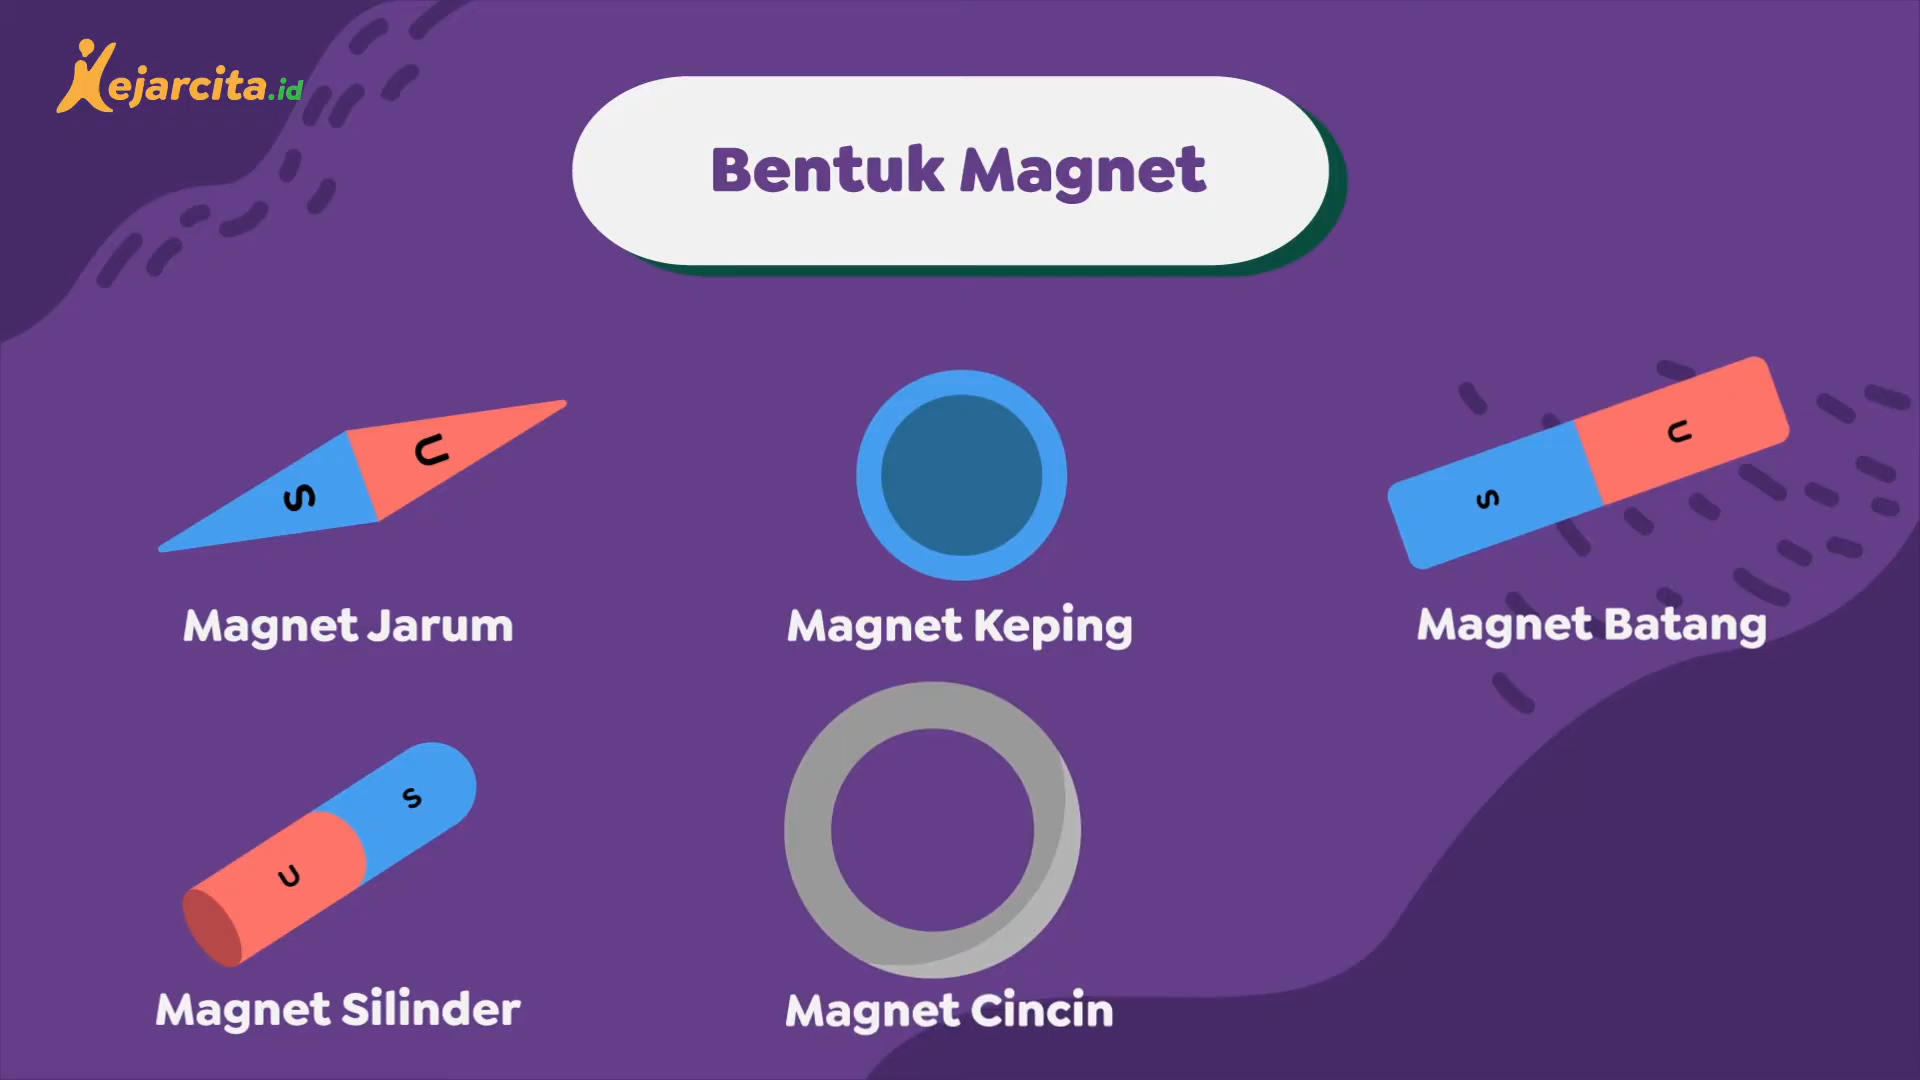 Kejarcita.id
Bentuk Magnet
S U
Magnet Jarum
Magnet Keping
S U
Magnet Batang
U S
Magnet Silinder
Magnet Cincin